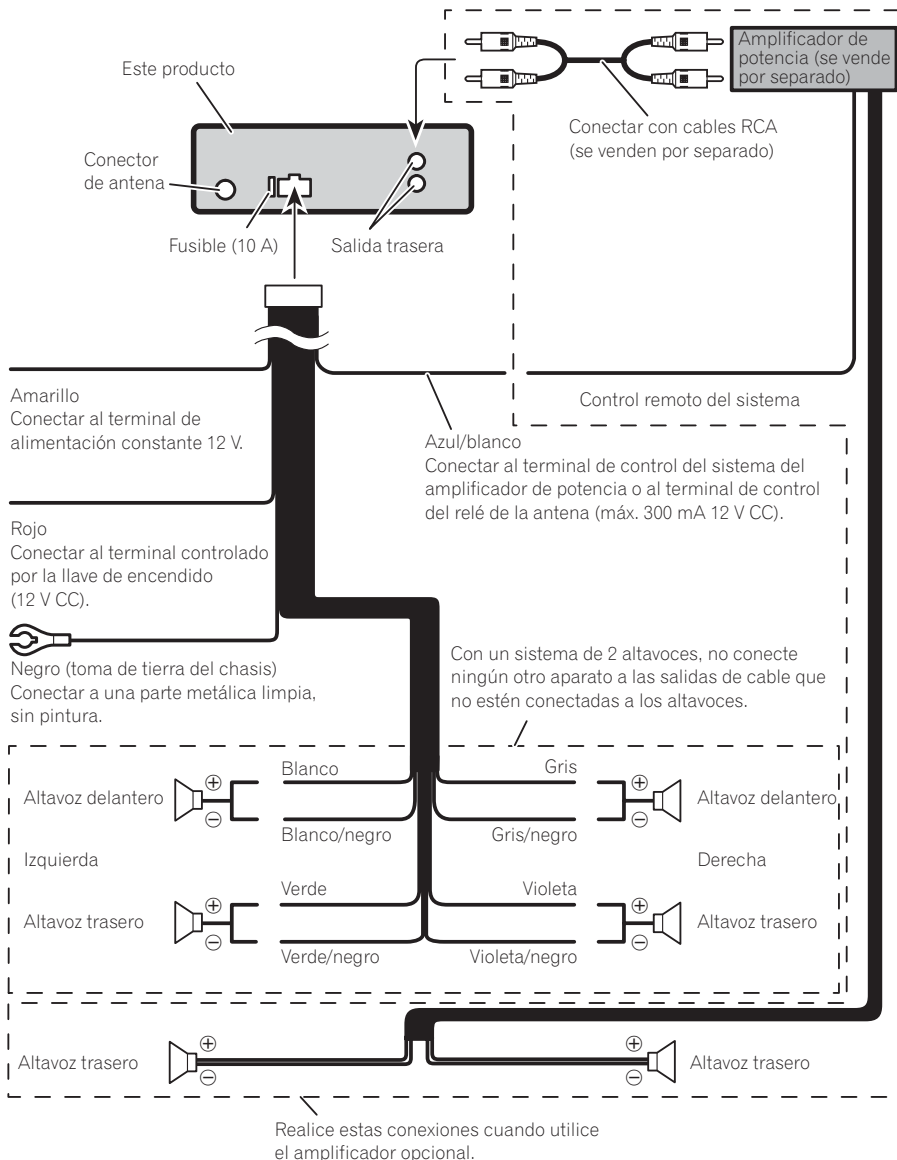 Amplificador de
potencia (se vende
por separado)
Este producto
Conectar con cables RCA
(se venden por separado)
Conector
de antena
Fusible (10 A)
Salida trasera
Amarillo
Conectar al terminal de
alimentación constante 12 V.
Control remoto del sistema
Azul/blanco
Conectar al terminal de control del sistema del
amplificador de potencia o al terminal de control
del relé de la antena (máx. 300 mA 12 V CC).
Rojo
Conectar al terminal controlado
por la llave de encendido
(12 V CC).
Negro (toma de tierra del chasis)
Conectar a una parte metálica limpia,
sin pintura.
Con un sistema de 2 altavoces, no conecte
ningún otro aparato a las salidas de cable que
no estén conectadas a los altavoces.
Altavoz delantero
⊕
⊖
Blanco
Blanco/negro
Gris
Gris/negro
⊕
⊖
Altavoz delantero
Izquierda
Derecha
Altavoz trasero
⊕
⊖
Verde
Verde/negro
Violeta
Violeta/negro
⊕
⊖
Altavoz trasero
Altavoz trasero
⊕
⊖
⊕
⊖
Altavoz trasero
Realice estas conexiones cuando utilice
el amplificador opcional.